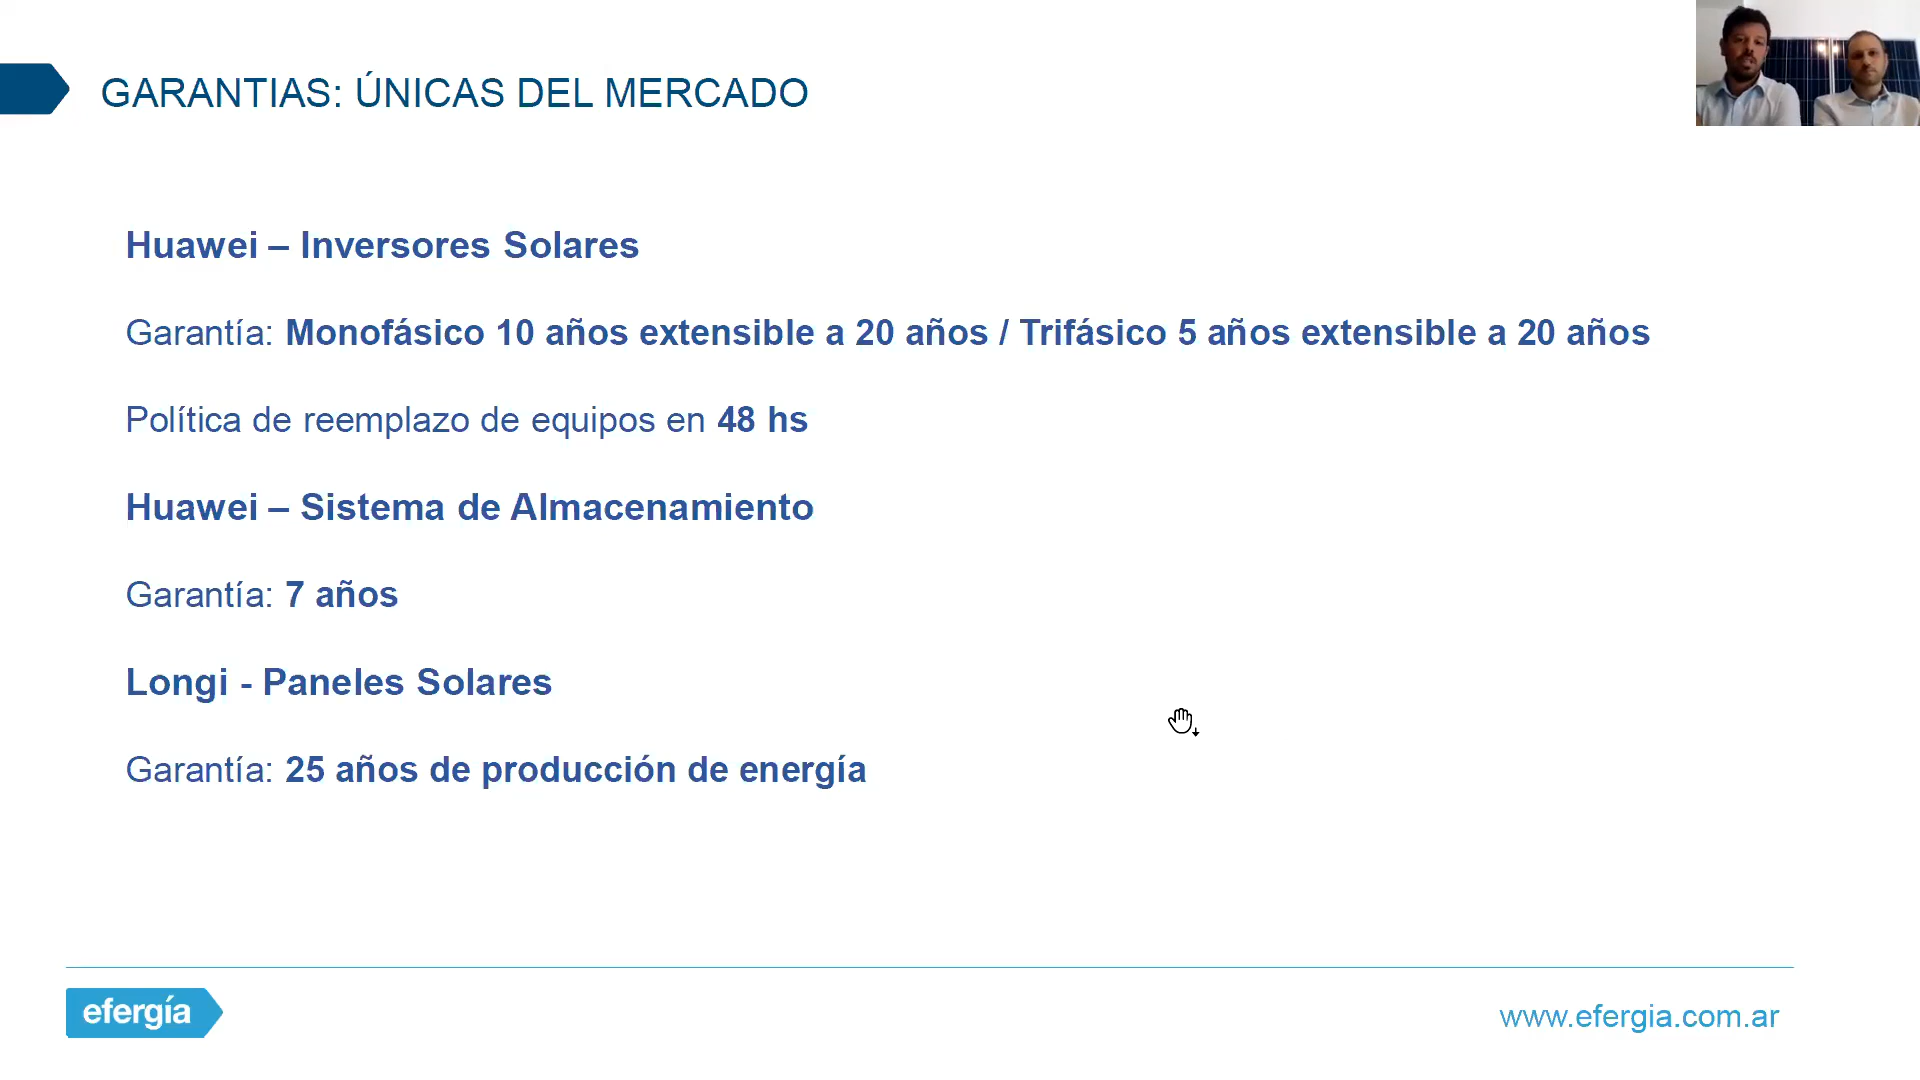 GARANTIAS: ÚNICAS DEL MERCADO
Huawei – Inversores Solares
Garantía: Monofásico 10 años extensible a 20 años / Trifásico 5 años extensible a 20 años
Política de reemplazo de equipos en 48 hs
Huawei – Sistema de Almacenamiento
Garantía: 7 años
Longi - Paneles Solares
Garantía: 25 años de producción de energía
efergía
www.efergia.com.ar